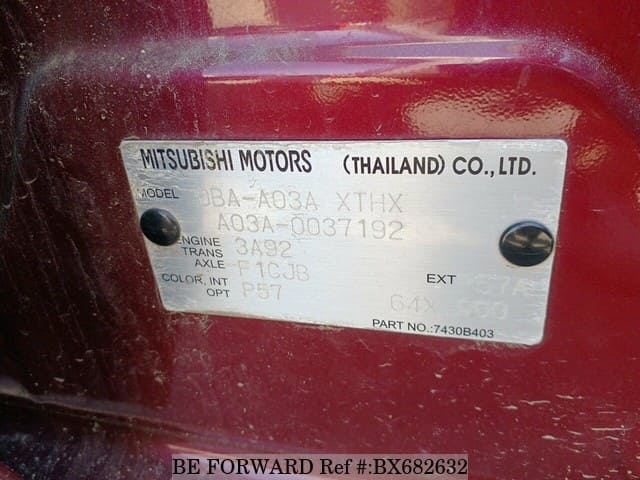 MITSUBISHI MOTORS (THAILAND) CO., LTD.
MODEL DBA-A03A XTHX
A03A-0037192
ENGINE 3A92
TRANS
AXLE F1CJB
COLOR, INT EXT
OPT P57 64X
PART NO.:7430B403
BE FORWARD Ref #:BX682632